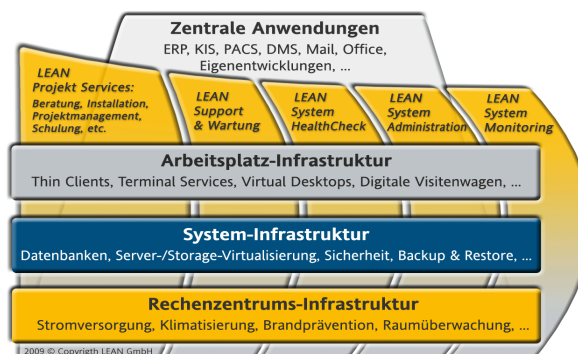 Zentrale Anwendungen
ERP, KIS, PACS, DMS, Mail, Office,
Eigenentwicklungen, ...
LEAN
Projekt Services:
Beratung, Installation,
Projektmanagement,
Schulung, etc.
LEAN
Support
& Wartung
LEAN
System
HealthCheck
LEAN
System
Administration
LEAN
System
Monitoring
Arbeitsplatz-Infrastruktur
Thin Clients, Terminal Services, Virtual Desktops, Digitale Visitenwagen, ...
System-Infrastruktur
Datenbanken, Server-/Storage-Virtualisierung, Sicherheit, Backup & Restore, ...
Rechenzentrums-Infrastruktur
Stromversorgung, Klimatisierung, Brandprävention, Raumüberwachung, ...
2009 © Copyrigth LEAN GmbH